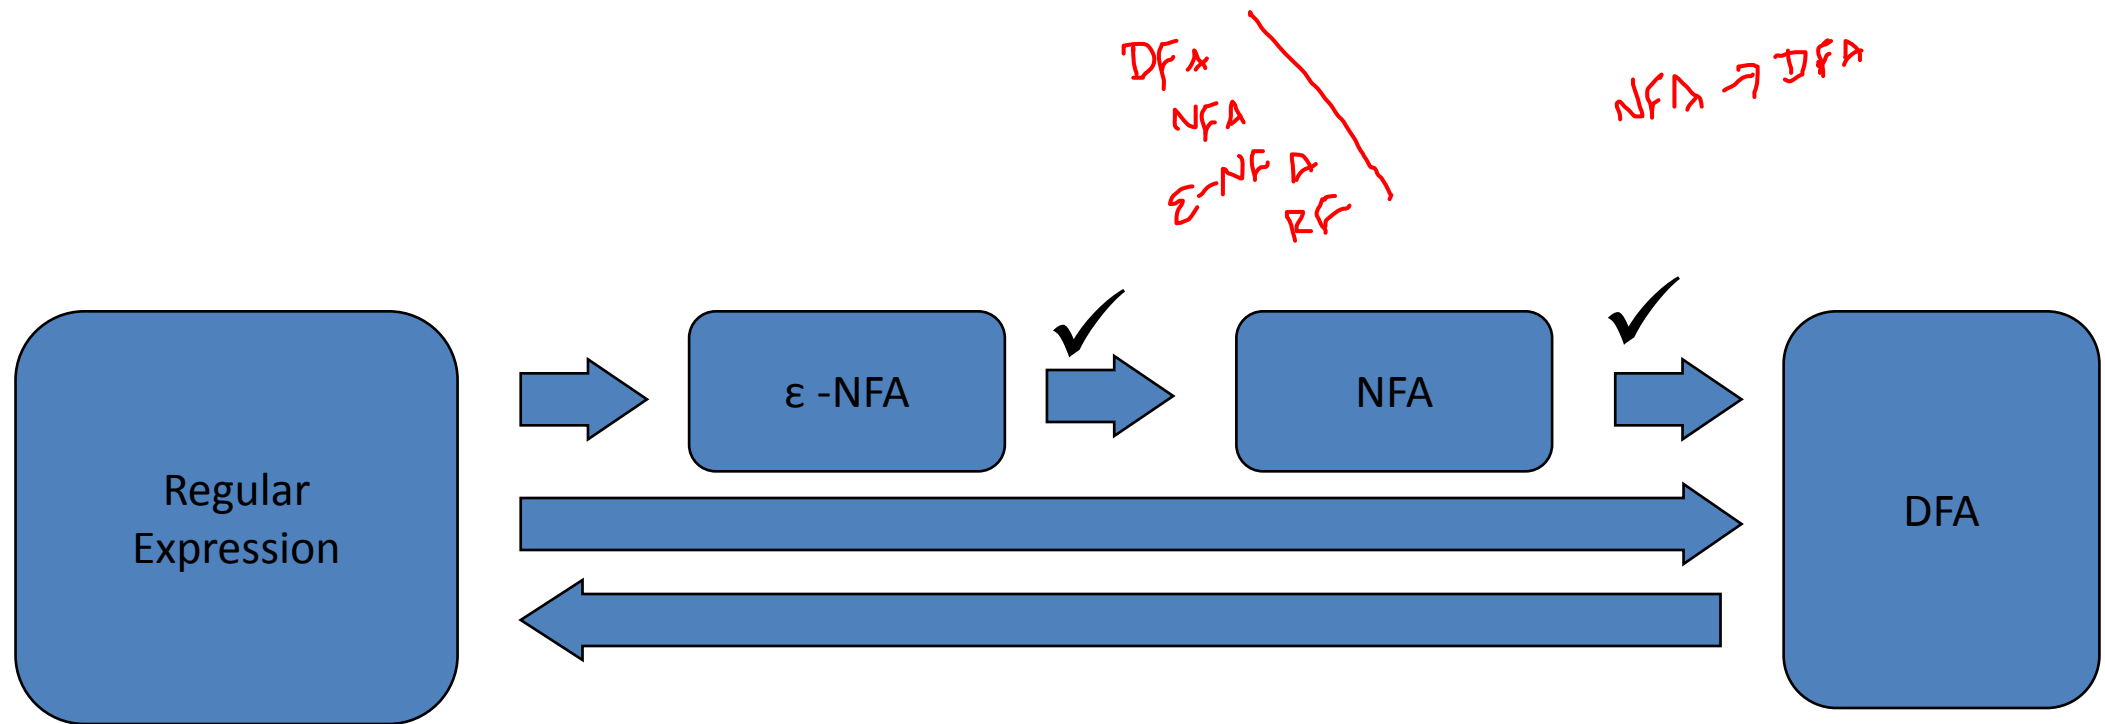 DFA
NFA
NFA → DFA
ε-NFA
RE
ε -NFA
NFA
Regular
Expression
DFA